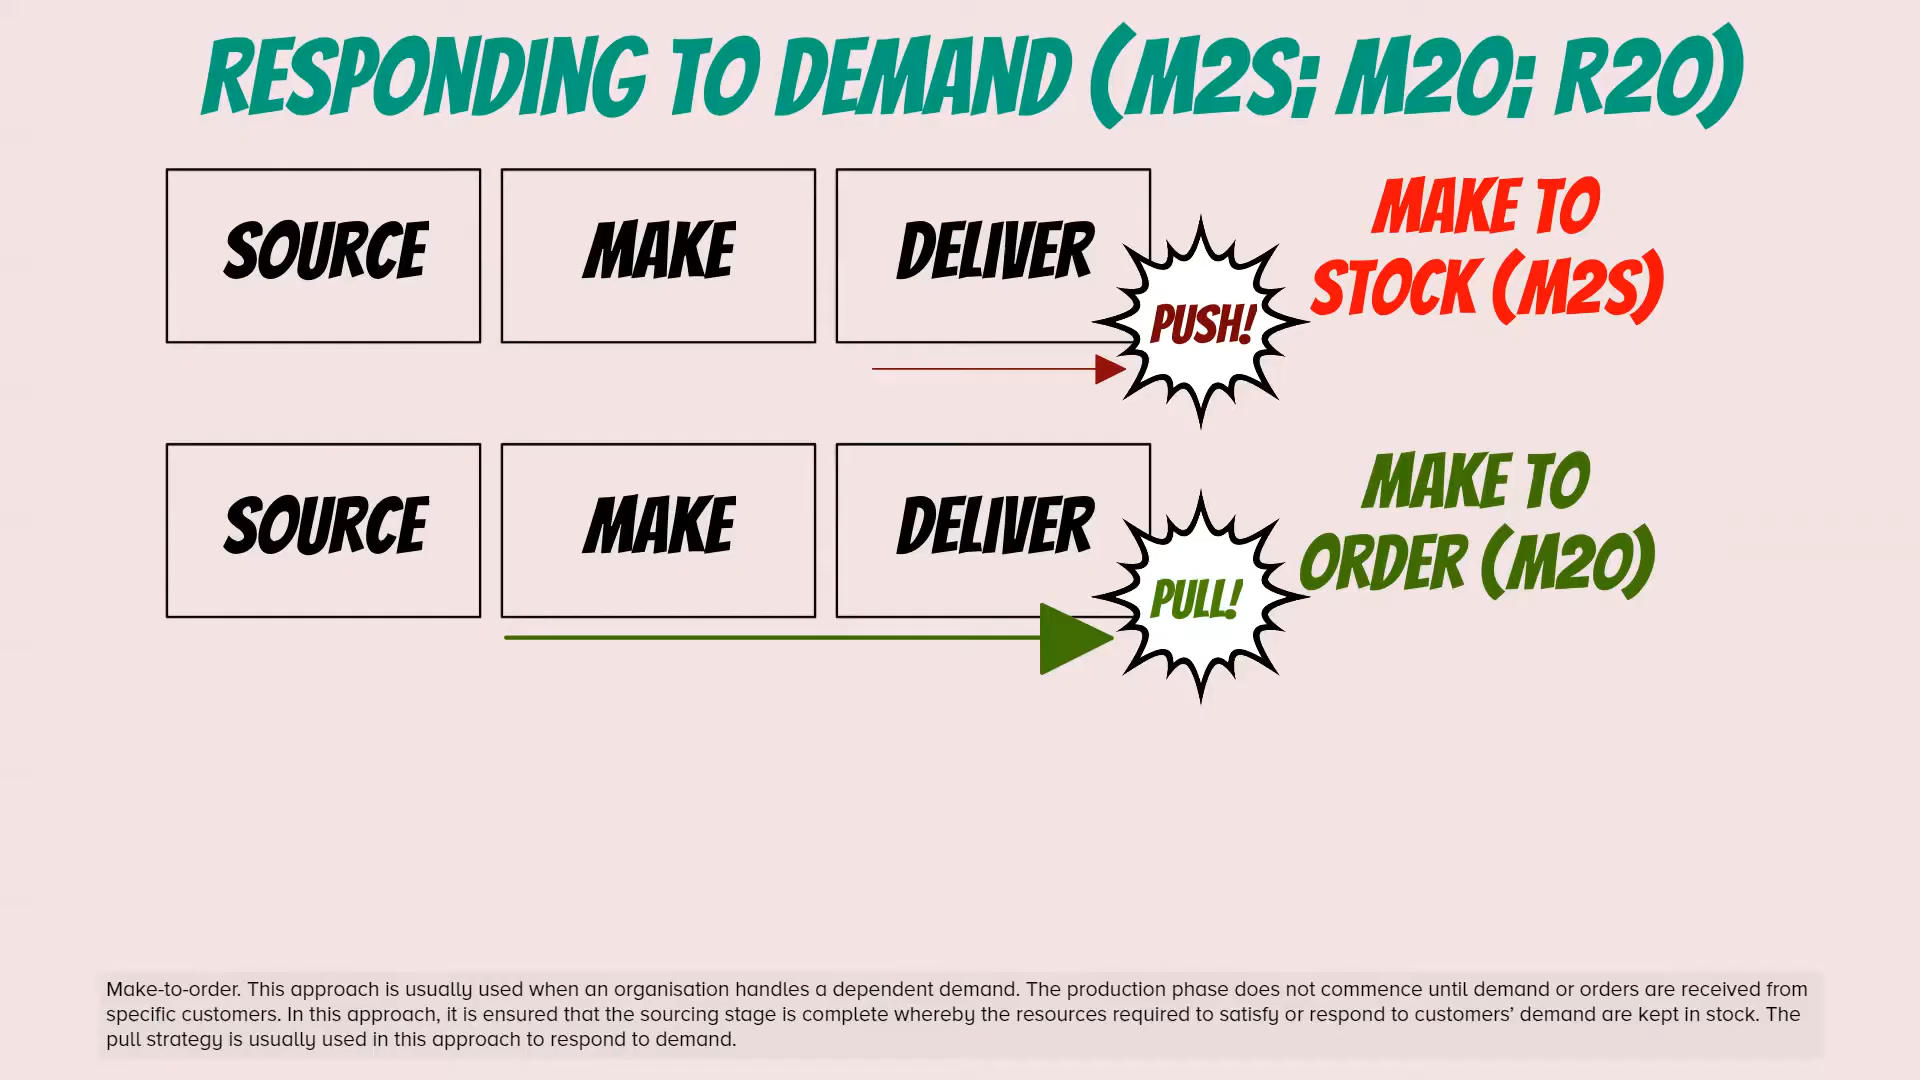 RESPONDING TO DEMAND (M2S; M2O; R2O)
SOURCE
MAKE
DELIVER
PUSH!
MAKE TO
STOCK (M2S)
SOURCE
MAKE
DELIVER
PULL!
MAKE TO
ORDER (M2O)
Make-to-order. This approach is usually used when an organisation handles a dependent demand. The production phase does not commence until demand or orders are received from
specific customers. In this approach, it is ensured that the sourcing stage is complete whereby the resources required to satisfy or respond to customers’ demand are kept in stock. The
pull strategy is usually used in this approach to respond to demand.